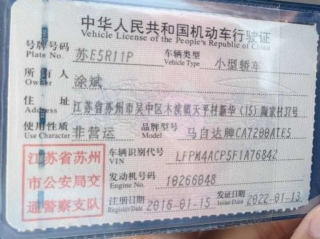 中华人民共和国机动车行驶证
Vehicle License of the People's Republic of China
号牌号码 Plate No. 苏E5R11P 车辆类型 Vehicle Type 小型轿车
所有人 Owner 涂斌
住址 Address 江苏省苏州市吴中区木渎镇天平村新华(15)陶家村37号
使用性质 Use Character 非营运 品牌型号 Model 马自达牌CA7200ATE5
江苏省苏州市公安局交通警察支队
车辆识别代号 VIN LFPM4ACP5F1A76842
发动机号码 Engine No. 10266048
注册日期 Register Date 2016-01-15 发证日期 Issue Date 2022-01-13